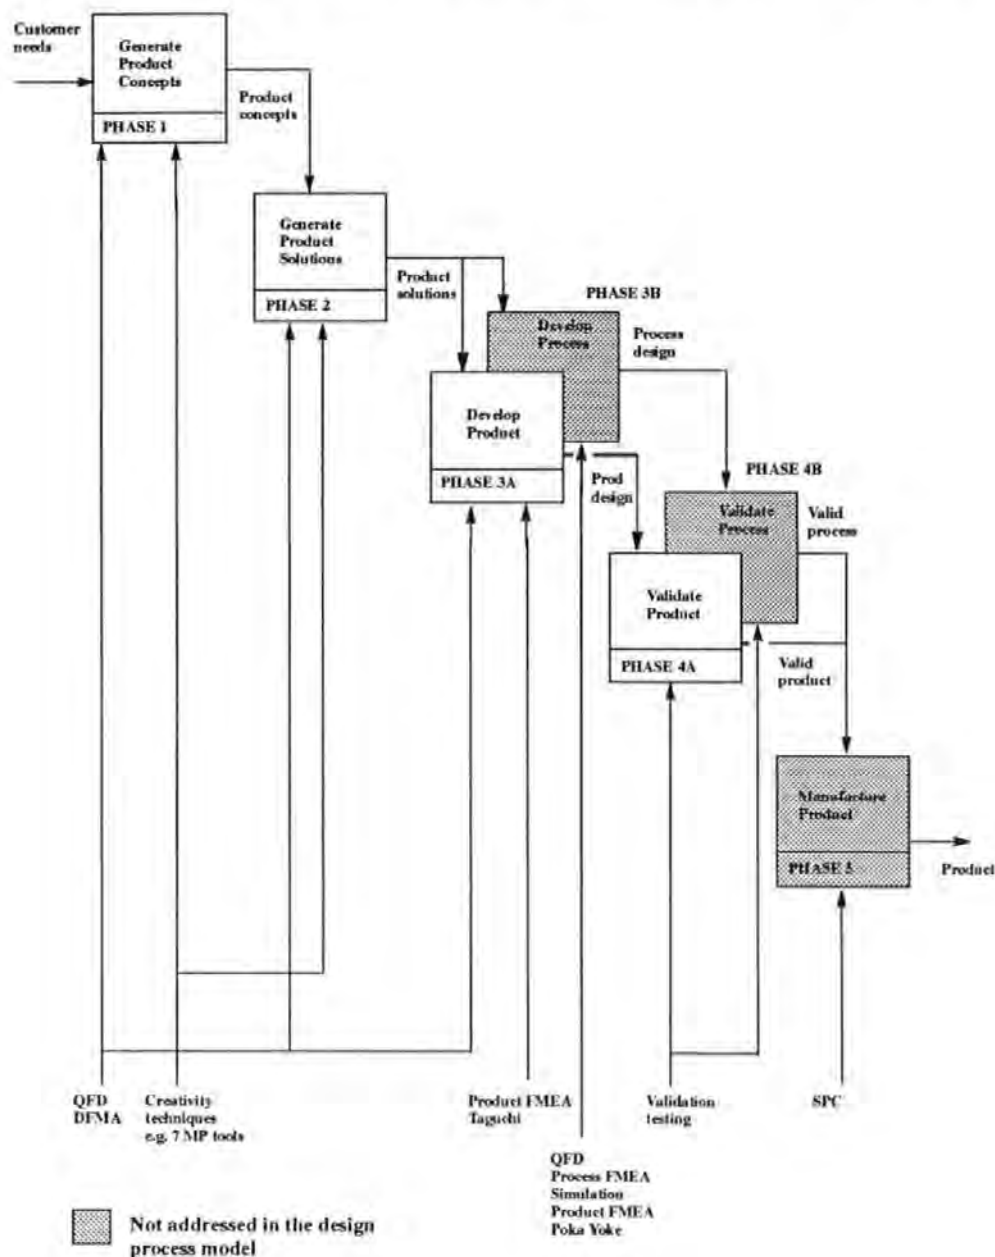 Customer
needs
Generate
Product
Concepts
PHASE 1
Product
concepts
Generate
Product
Solutions
PHASE 2
Product
solutions
PHASE 3B
Develop
Process
Process
design
Develop
Product
PHASE 3A
Prod
design
PHASE 4B
Validate
Process
Valid
process
Validate
Product
PHASE 4A
Valid
product
Manufacture
Product
PHASE 5
Product
QFD
DFMA
Creativity
techniques
e.g. 7 MP tools
Product FMEA
Taguchi
Validation
testing
SPC
QFD
Process FMEA
Simulation
Product FMEA
Poka Yoke
Not addressed in the design
process model